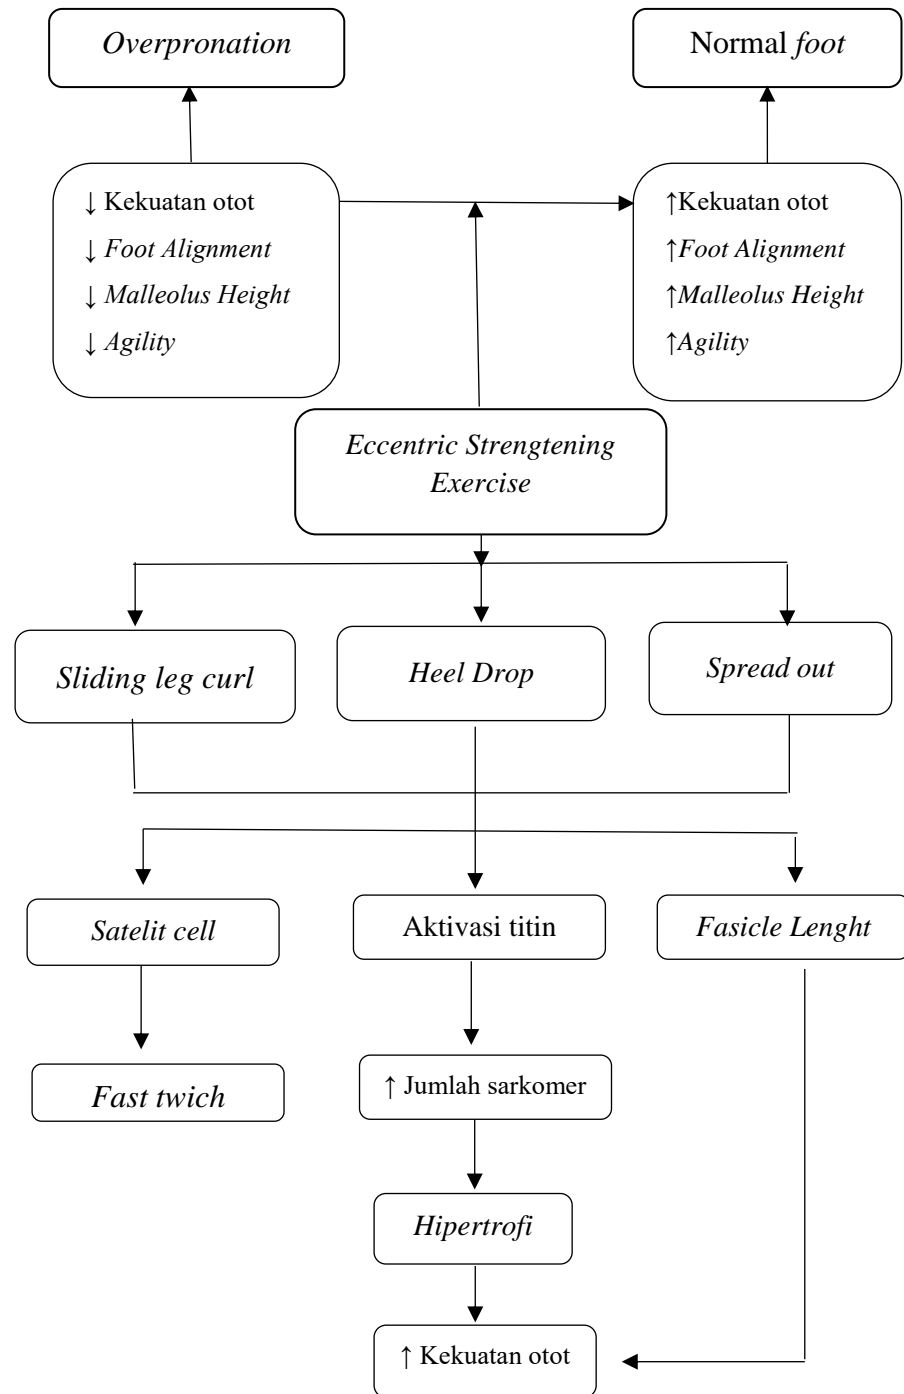 Overpronation
Normal foot
↓ Kekuatan otot
↓ Foot Alignment
↓ Malleolus Height
↓ Agility
↑Kekuatan otot
↑Foot Alignment
↑Malleolus Height
↑Agility
Eccentric Strengtening
Exercise
Sliding leg curl
Heel Drop
Spread out
Satelit cell
Aktivasi titin
Fasicle Lenght
Fast twich
↑ Jumlah sarkomer
Hipertrofi
↑ Kekuatan otot